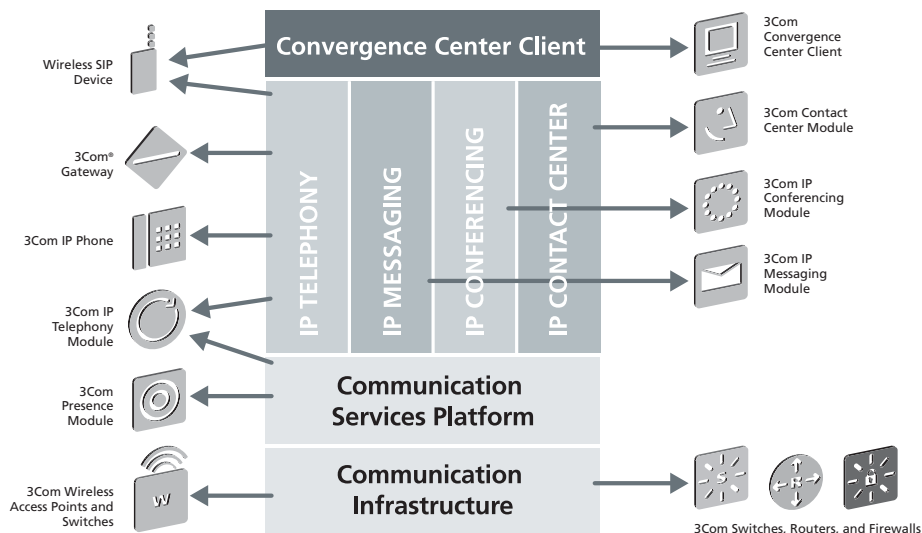 Convergence Center Client
Wireless SIP
Device
3Com®
Gateway
3Com IP Phone
3Com IP
Telephony
Module
3Com
Presence
Module
3Com Wireless
Access Points and
Switches
W
IP TELEPHONY
IP MESSAGING
IP CONFERENCING
IP CONTACT CENTER
Communication
Services Platform
Communication
Infrastructure
3Com
Convergence
Center Client
3Com Contact
Center Module
3Com IP
Conferencing
Module
3Com IP
Messaging
Module
S
R
3Com Switches, Routers, and Firewalls